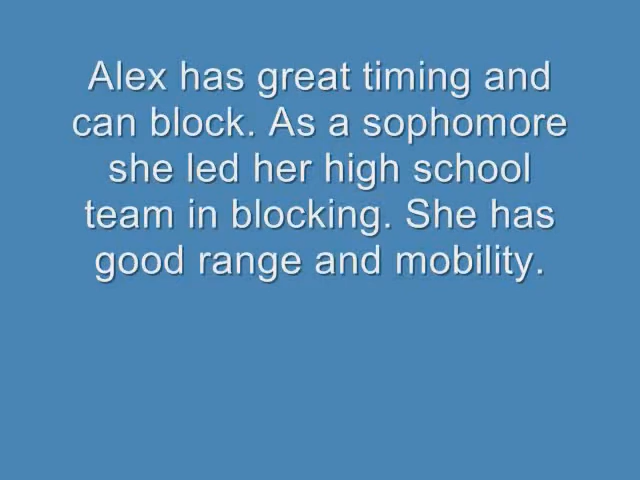 Alex has great timing and
can block. As a sophomore
she led her high school
team in blocking. She has
good range and mobility.